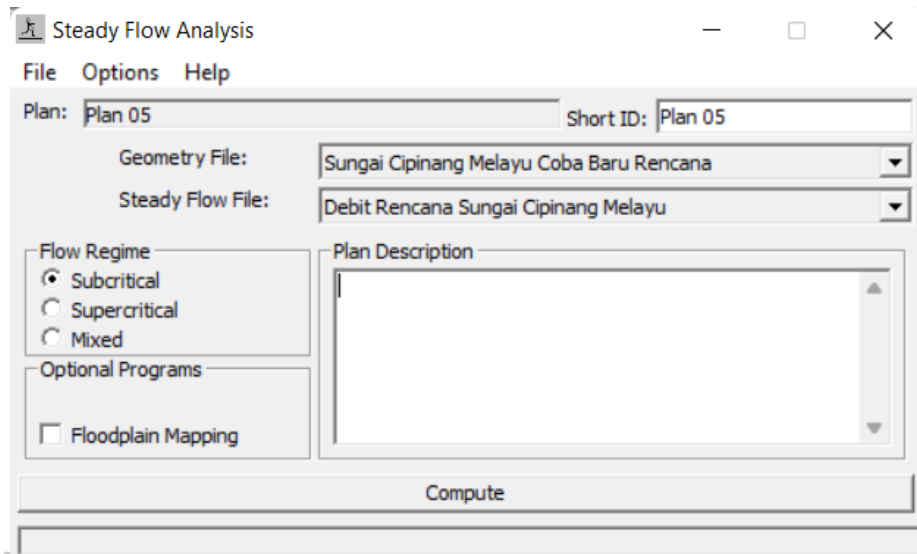 Steady Flow Analysis
File Options Help
Plan: Plan 05 Short ID: Plan 05
Geometry File: Sungai Cipinang Melayu Coba Baru Rencana
Steady Flow File: Debit Rencana Sungai Cipinang Melayu
Flow Regime Plan Description
Subcritical
Supercritical
Mixed
Optional Programs
Floodplain Mapping
Compute